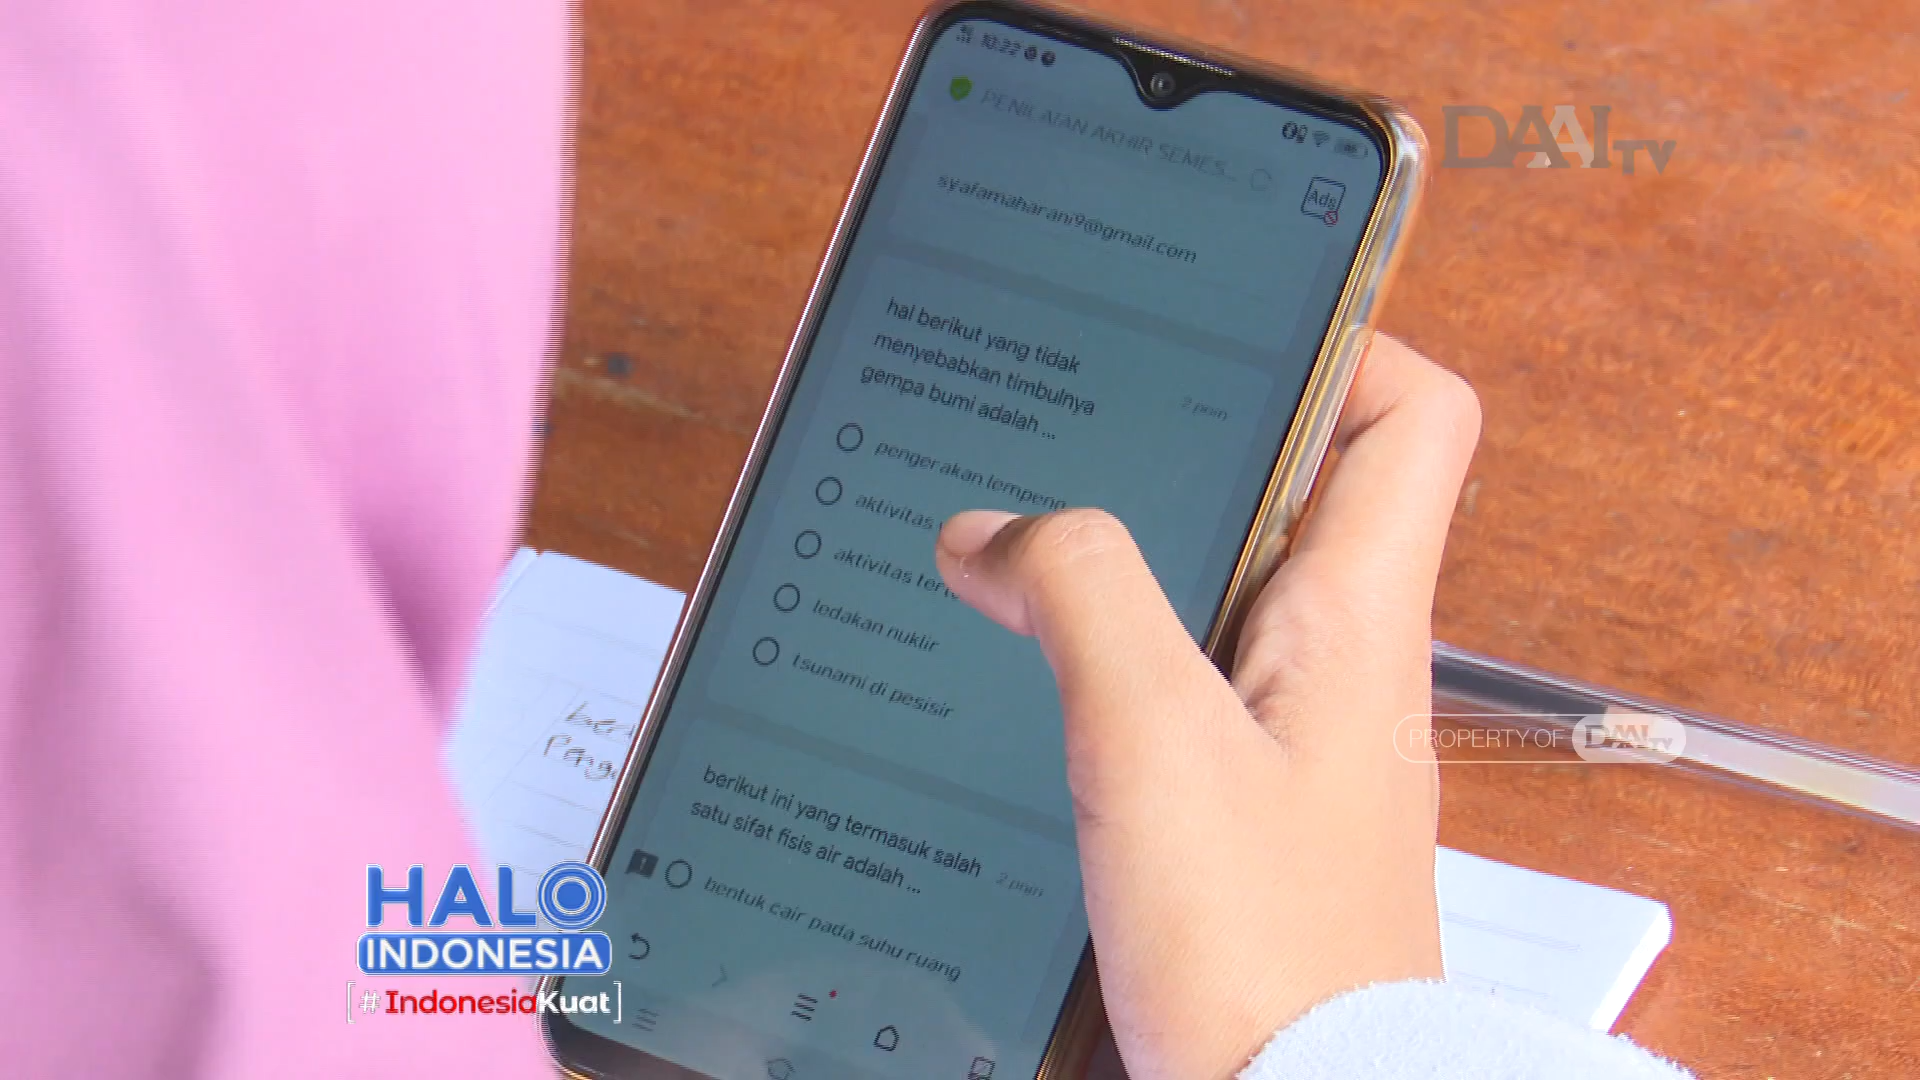 10:22
PENILAIAN AKHIR SEMES...
Ads
syafamaharani9@gmail.com
hal berikut yang tidak
menyebabkan timbulnya
gempa bumi adalah ...
2 poin
pengerakan lempeng
aktivitas
aktivitas
ledakan nuklir
tsunami di pesisir
berikut ini yang termasuk salah
satu sifat fisis air adalah ...
2 poin
bentuk cair pada suhu ruang
DAAI TV
PROPERTY OF DAAI TV
HALO
INDONESIA
[#IndonesiaKuat]